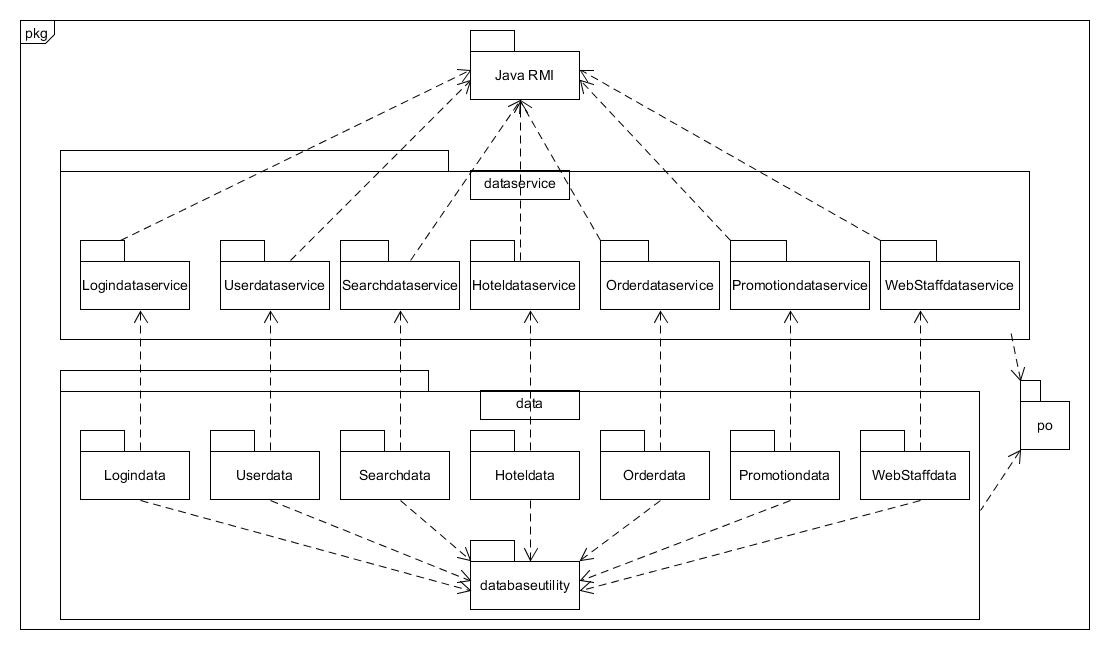 pkg
Java RMI
dataservice
Logindataservice
Userdataservice
Searchdataservice
Hoteldataservice
Orderdataservice
Promotiondataservice
WebStaffdataservice
data
po
Logindata
Userdata
Searchdata
Hoteldata
Orderdata
Promotiondata
WebStaffdata
databaseutility